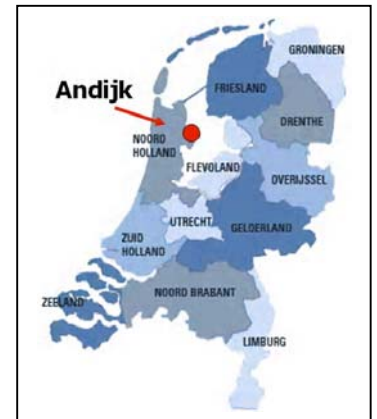 GRONINGEN
FRIESLAND
Andijk
DRENTHE
NOORD
HOLLAND
FLEVOLAND
OVERIJSSEL
UTRECHT
GELDERLAND
ZUID
HOLLAND
NOORD BRABANT
ZEELAND
LIMBURG